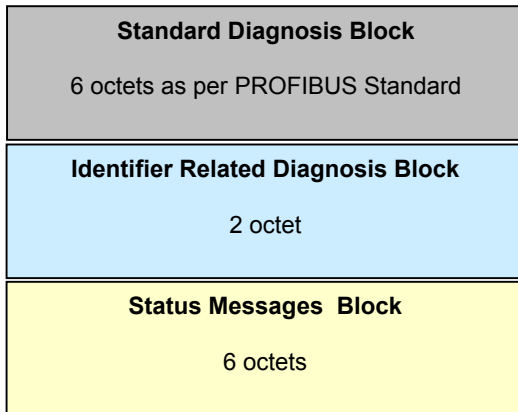 Standard Diagnosis Block
6 octets as per PROFIBUS Standard
Identifier Related Diagnosis Block
2 octet
Status Messages  Block
6 octets